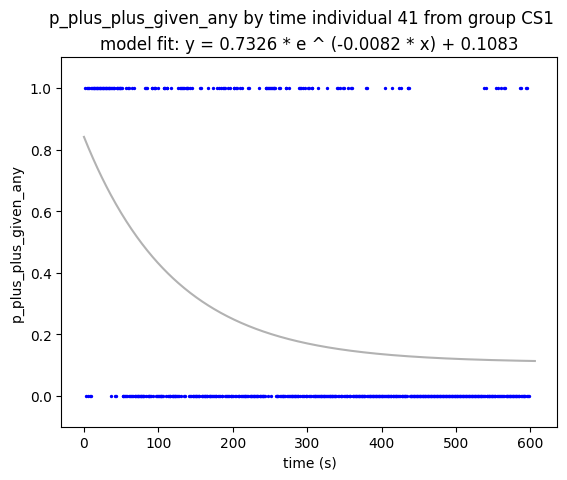 p_plus_plus_given_any by time individual 41 from group CS1
model fit: y = 0.7326 * e ^ (-0.0082 * x) + 0.1083
1.0
0.8
0.6
0.4
0.2
0.0
p_plus_plus_given_any
0 100 200 300 400 500 600
time (s)